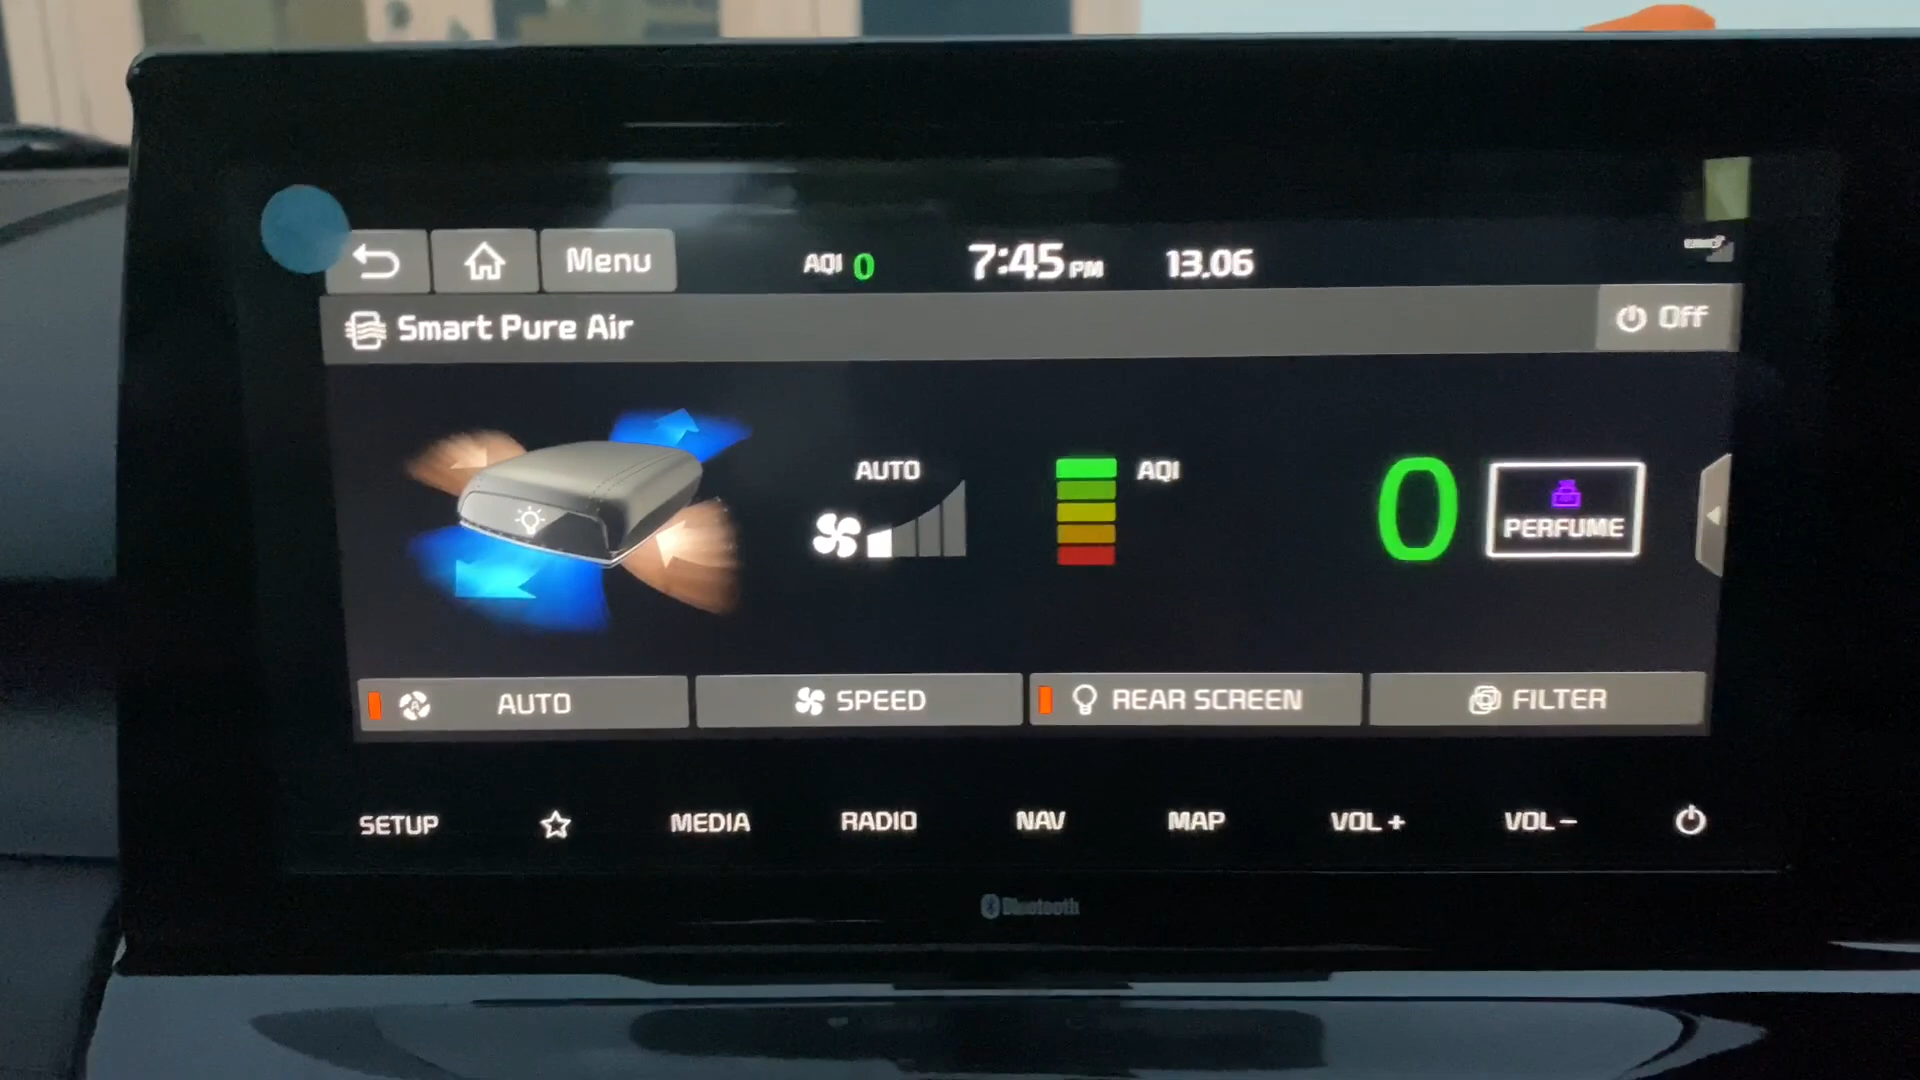 Menu
AQI 0
7:45 PM
13.06
Smart Pure Air
Off
AUTO
AQI
0
PERFUME
AUTO
SPEED
REAR SCREEN
FILTER
SETUP
MEDIA
RADIO
NAV
MAP
VOL +
VOL −
Bluetooth